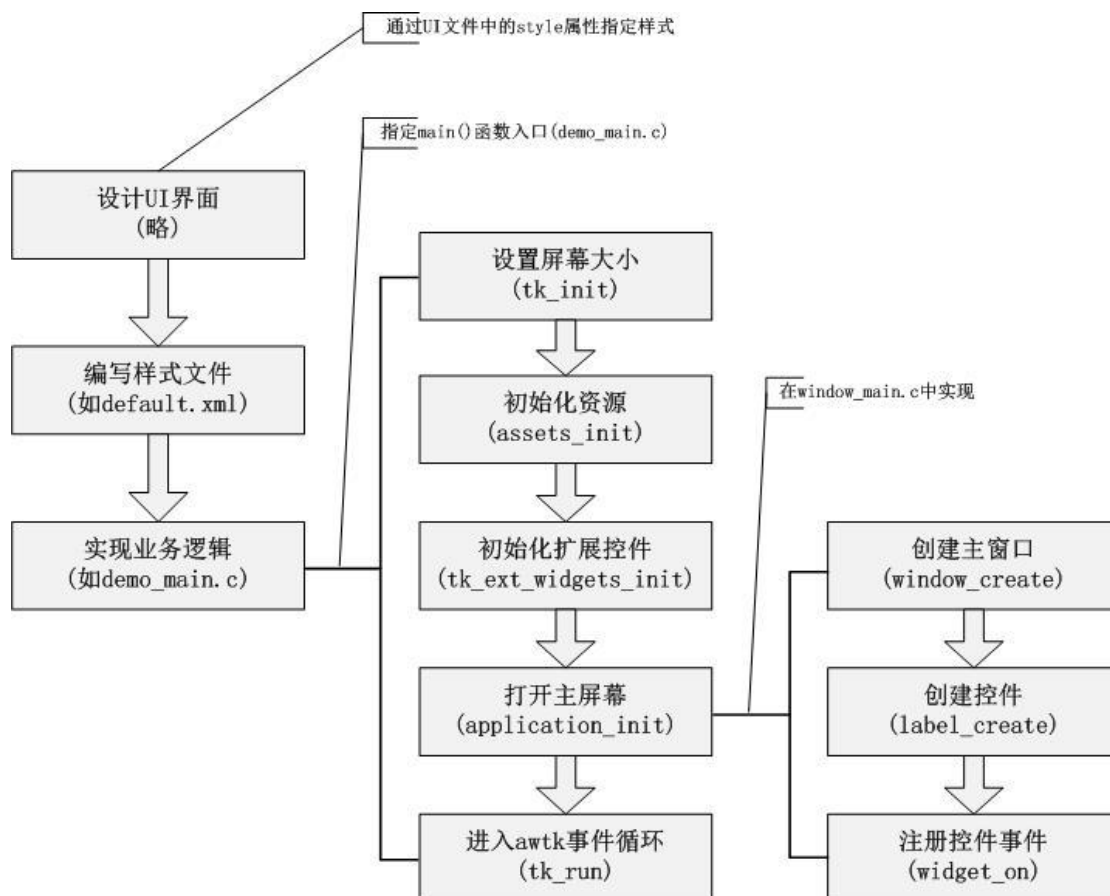 通过UI文件中的style属性指定样式
指定main()函数入口(demo_main.c)
设计UI界面
(略)
编写样式文件
(如default.xml)
实现业务逻辑
(如demo_main.c)
设置屏幕大小
(tk_init)
初始化资源
(assets_init)
初始化扩展控件
(tk_ext_widgets_init)
打开主屏幕
(application_init)
进入awtk事件循环
(tk_run)
在window_main.c中实现
创建主窗口
(window_create)
创建控件
(label_create)
注册控件事件
(widget_on)